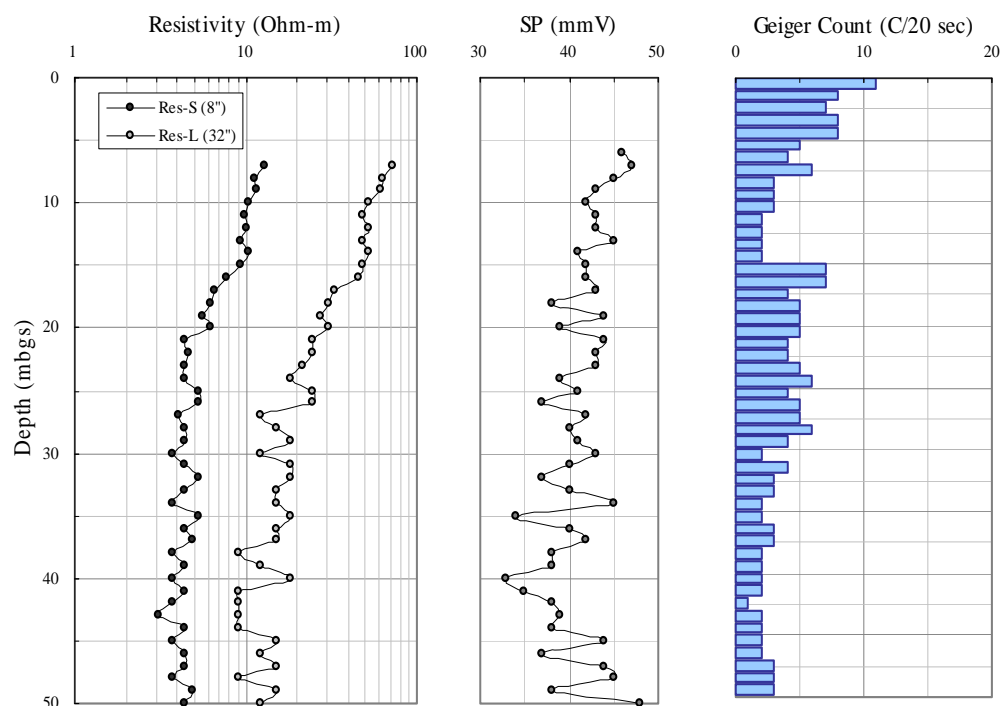 Resistivity (Ohm-m)
SP (mmV)
Geiger Count (C/20 sec)
1 10 100
30 40 50
0 10 20
0
10
20
30
40
50
Depth (mbgs)
Res-S (8")
Res-L (32")